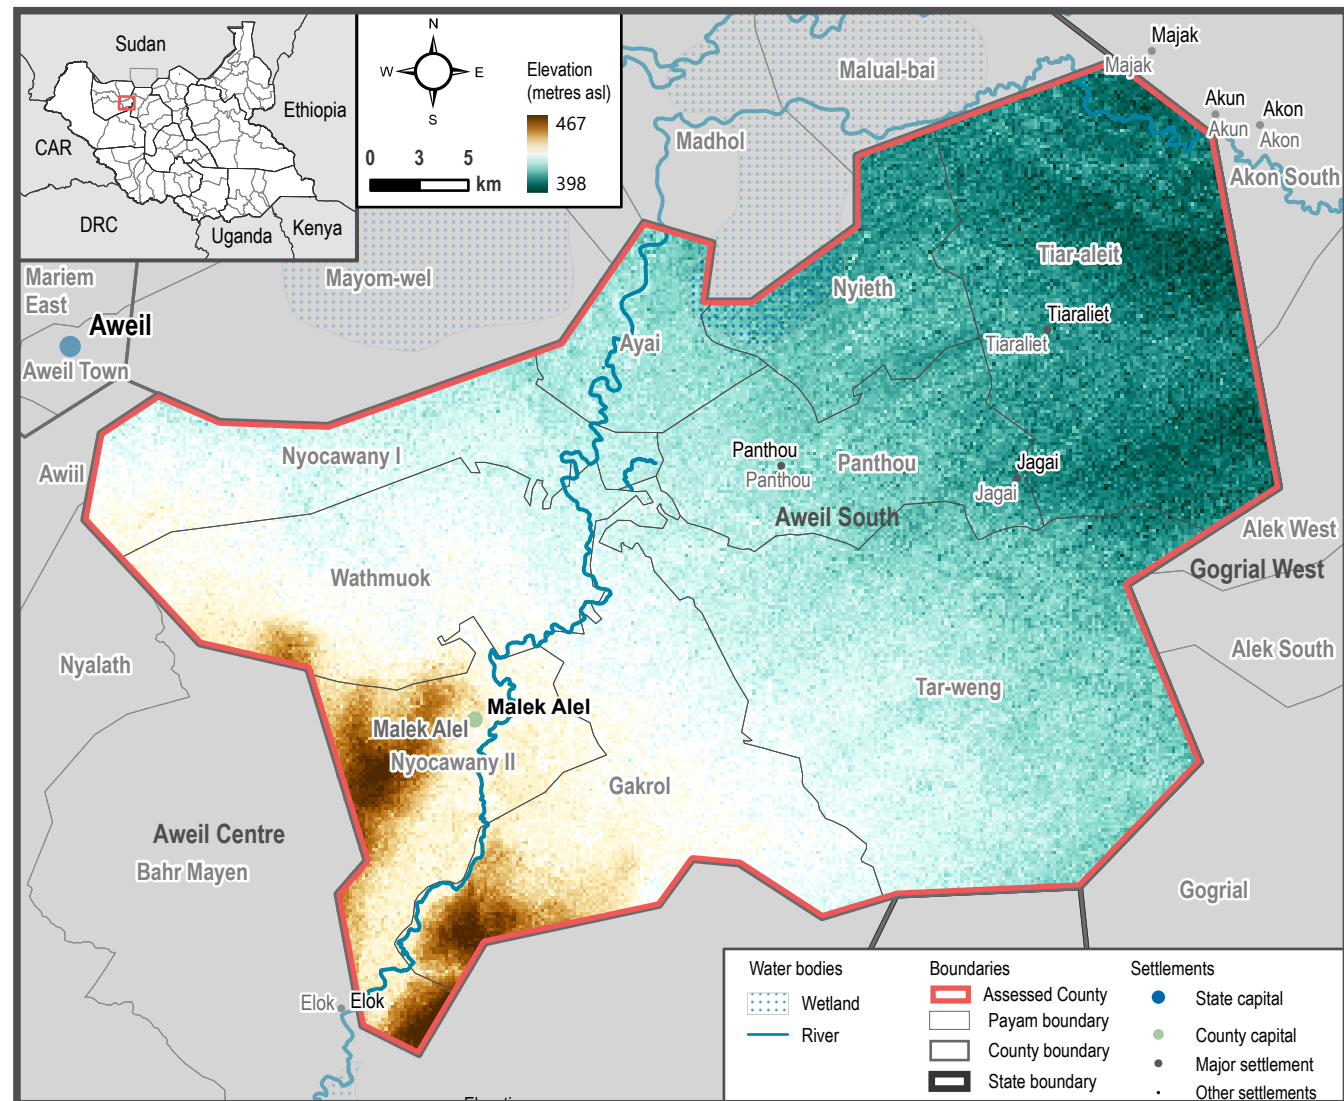 Sudan
Ethiopia
CAR
DRC
Uganda
Kenya
N
W
E
S
0 3 5
km
Elevation
(metres asl)
467
398
Majak
Majak
Malual-bai
Akun
Akun
Akon
Akon
Madhol
Akon South
Mariem
East
Mayom-wel
Tiar-aleit
Nyieth
Aweil
Tiaraliet
Tiaraliet
Ayai
Aweil Town
Awiil
Nyocawany I
Panthou
Panthou
Panthou
Jagai
Jagai
Aweil South
Alek West
Gogrial West
Wathmuok
Alek South
Nyalath
Tar-weng
Malek Alel
Malek Alel
Nyocawany II
Gakrol
Aweil Centre
Bahr Mayen
Gogrial
Elok
Elok
Water bodies
Wetland
River
Boundaries
Assessed County
Payam boundary
County boundary
State boundary
Settlements
State capital
County capital
Major settlement
Other settlements